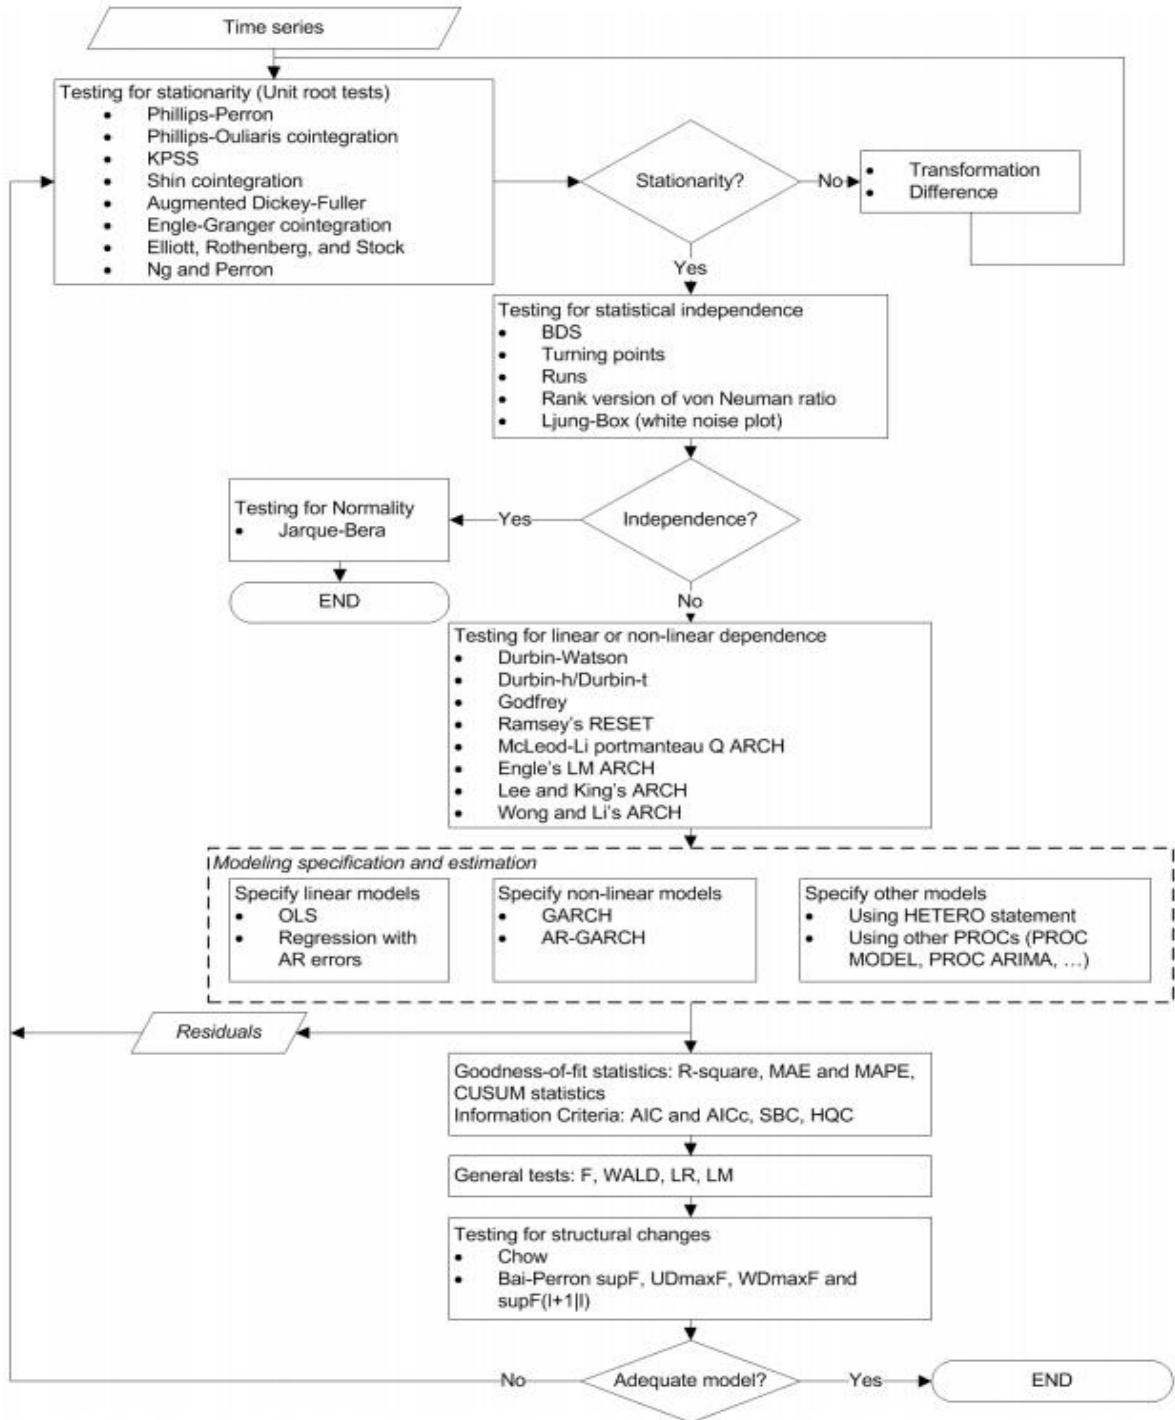 Time series
Testing for stationarity (Unit root tests)
• Phillips-Perron
• Phillips-Ouliaris cointegration
• KPSS
• Shin cointegration
• Augmented Dickey-Fuller
• Engle-Granger cointegration
• Elliott, Rothenberg, and Stock
• Ng and Perron
Stationarity?
No
• Transformation
• Difference
Yes
Testing for statistical independence
• BDS
• Turning points
• Runs
• Rank version of von Neuman ratio
• Ljung-Box (white noise plot)
Independence?
Yes
Testing for Normality
• Jarque-Bera
END
No
Testing for linear or non-linear dependence
• Durbin-Watson
• Durbin-h/Durbin-t
• Godfrey
• Ramsey's RESET
• McLeod-Li portmanteau Q ARCH
• Engle's LM ARCH
• Lee and King's ARCH
• Wong and Li's ARCH
Modeling specification and estimation
Specify linear models
• OLS
• Regression with
AR errors
Specify non-linear models
• GARCH
• AR-GARCH
Specify other models
• Using HETERO statement
• Using other PROCs (PROC
MODEL, PROC ARIMA, …)
Residuals
Goodness-of-fit statistics: R-square, MAE and MAPE,
CUSUM statistics
Information Criteria: AIC and AICc, SBC, HQC
General tests: F, WALD, LR, LM
Testing for structural changes
• Chow
• Bai-Perron supF, UDmaxF, WDmaxF and
supF(l+1|l)
Adequate model?
No
Yes
END